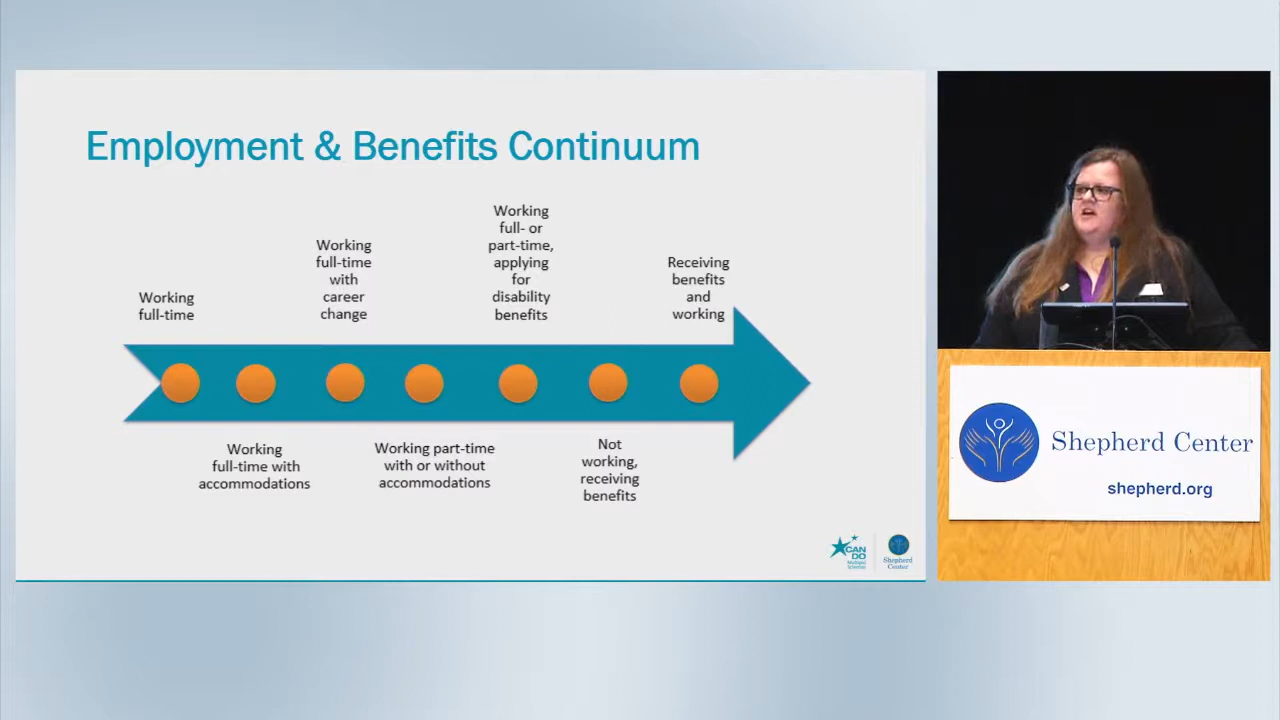 Employment & Benefits Continuum
Working
full-time
Working
full-time with
accommodations
Working
full-time
with
career
change
Working part-time
with or without
accommodations
Working
full- or
part-time,
applying
for
disability
benefits
Not
working,
receiving
benefits
Receiving
benefits
and
working
CAN
DO
Multiple
Sclerosis
Shepherd
Center
Shepherd Center
shepherd.org